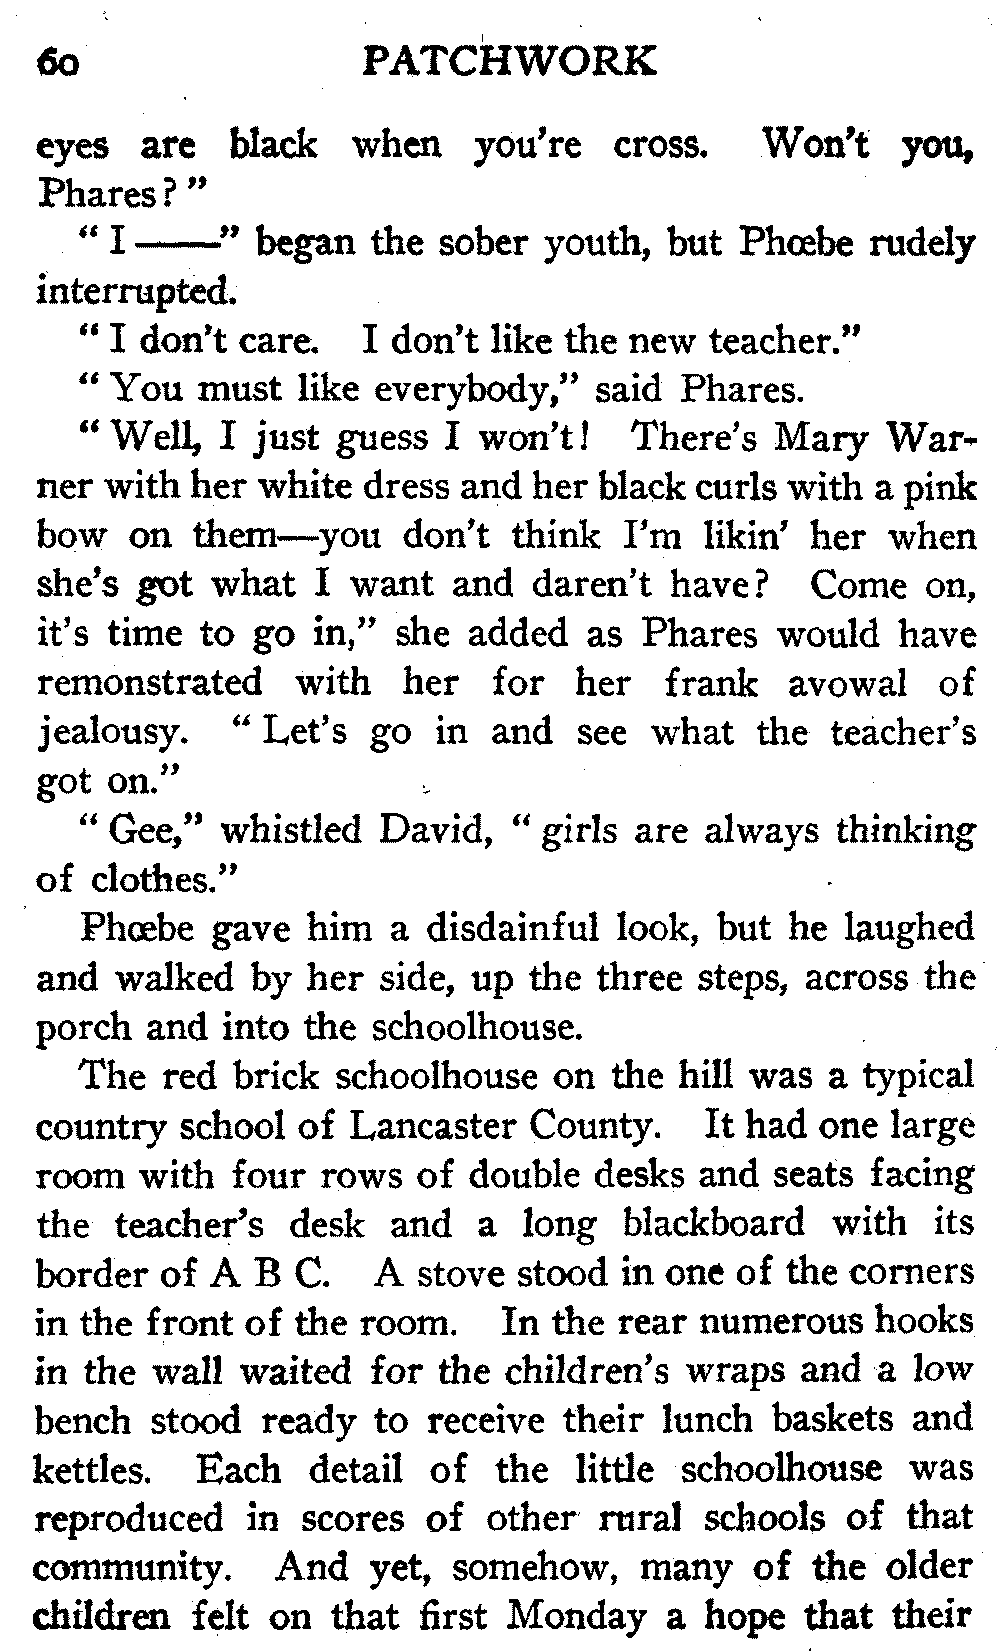 60 PATCHWORK
eyes are black when you're cross. Won't you,
Phares?"
"I——" began the sober youth, but Phœbe rudely
interrupted.
"I don't care. I don't like the new teacher."
"You must like everybody," said Phares.
"Well, I just guess I won't! There's Mary War-
ner with her white dress and her black curls with a pink
bow on them—you don't think I'm likin' her when
she's got what I want and daren't have? Come on,
it's time to go in," she added as Phares would have
remonstrated with her for her frank avowal of
jealousy. "Let's go in and see what the teacher's
got on."
"Gee," whistled David, "girls are always thinking
of clothes."
Phœbe gave him a disdainful look, but he laughed
and walked by her side, up the three steps, across the
porch and into the schoolhouse.
The red brick schoolhouse on the hill was a typical
country school of Lancaster County. It had one large
room with four rows of double desks and seats facing
the teacher's desk and a long blackboard with its
border of A B C. A stove stood in one of the corners
in the front of the room. In the rear numerous hooks
in the wall waited for the children's wraps and a low
bench stood ready to receive their lunch baskets and
kettles. Each detail of the little schoolhouse was
reproduced in scores of other rural schools of that
community. And yet, somehow, many of the older
children felt on that first Monday a hope that their